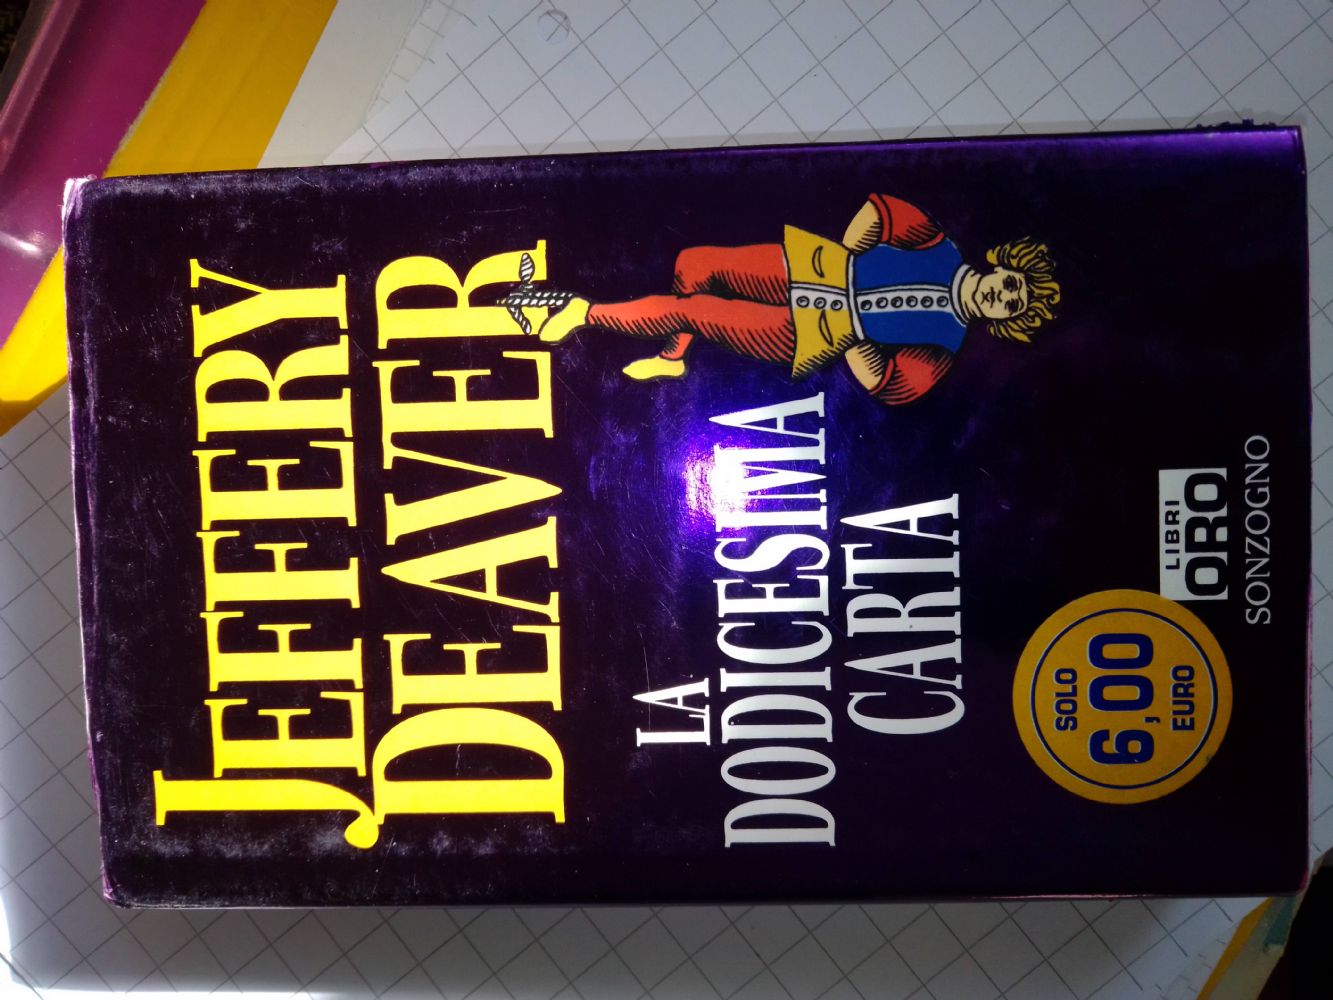 JEFFERY
DEAVER
LA
DODICESIMA
CARTA
SOLO
6,00
EURO
LIBRI
ORO
SONZOGNO